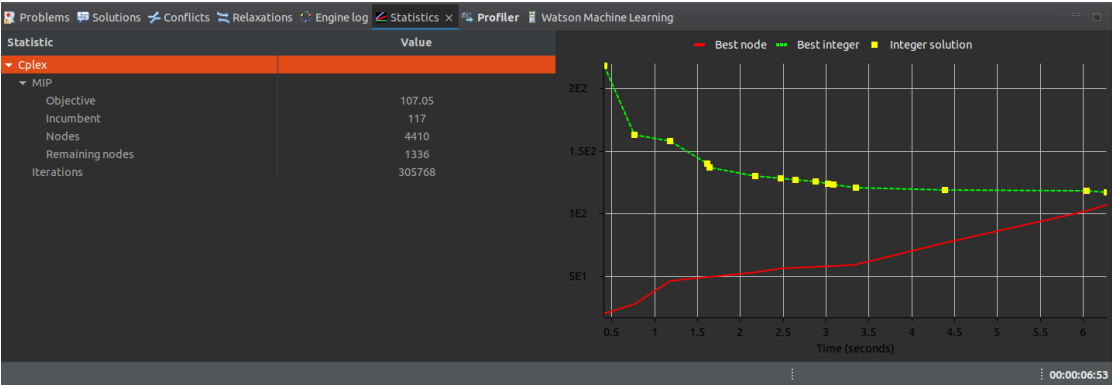 Problems Solutions Conflicts Relaxations Engine log Statistics × Profiler Watson Machine Learning
Statistic Value
Cplex
MIP
Objective 107.05
Incumbent 117
Nodes 4410
Remaining nodes 1336
Iterations 305768
Best node Best integer Integer solution
2E2
1.5E2
1E2
5E1
0.5 1 1.5 2 2.5 3 3.5 4 4.5 5 5.5 6
Time (seconds)
00:00:06:53